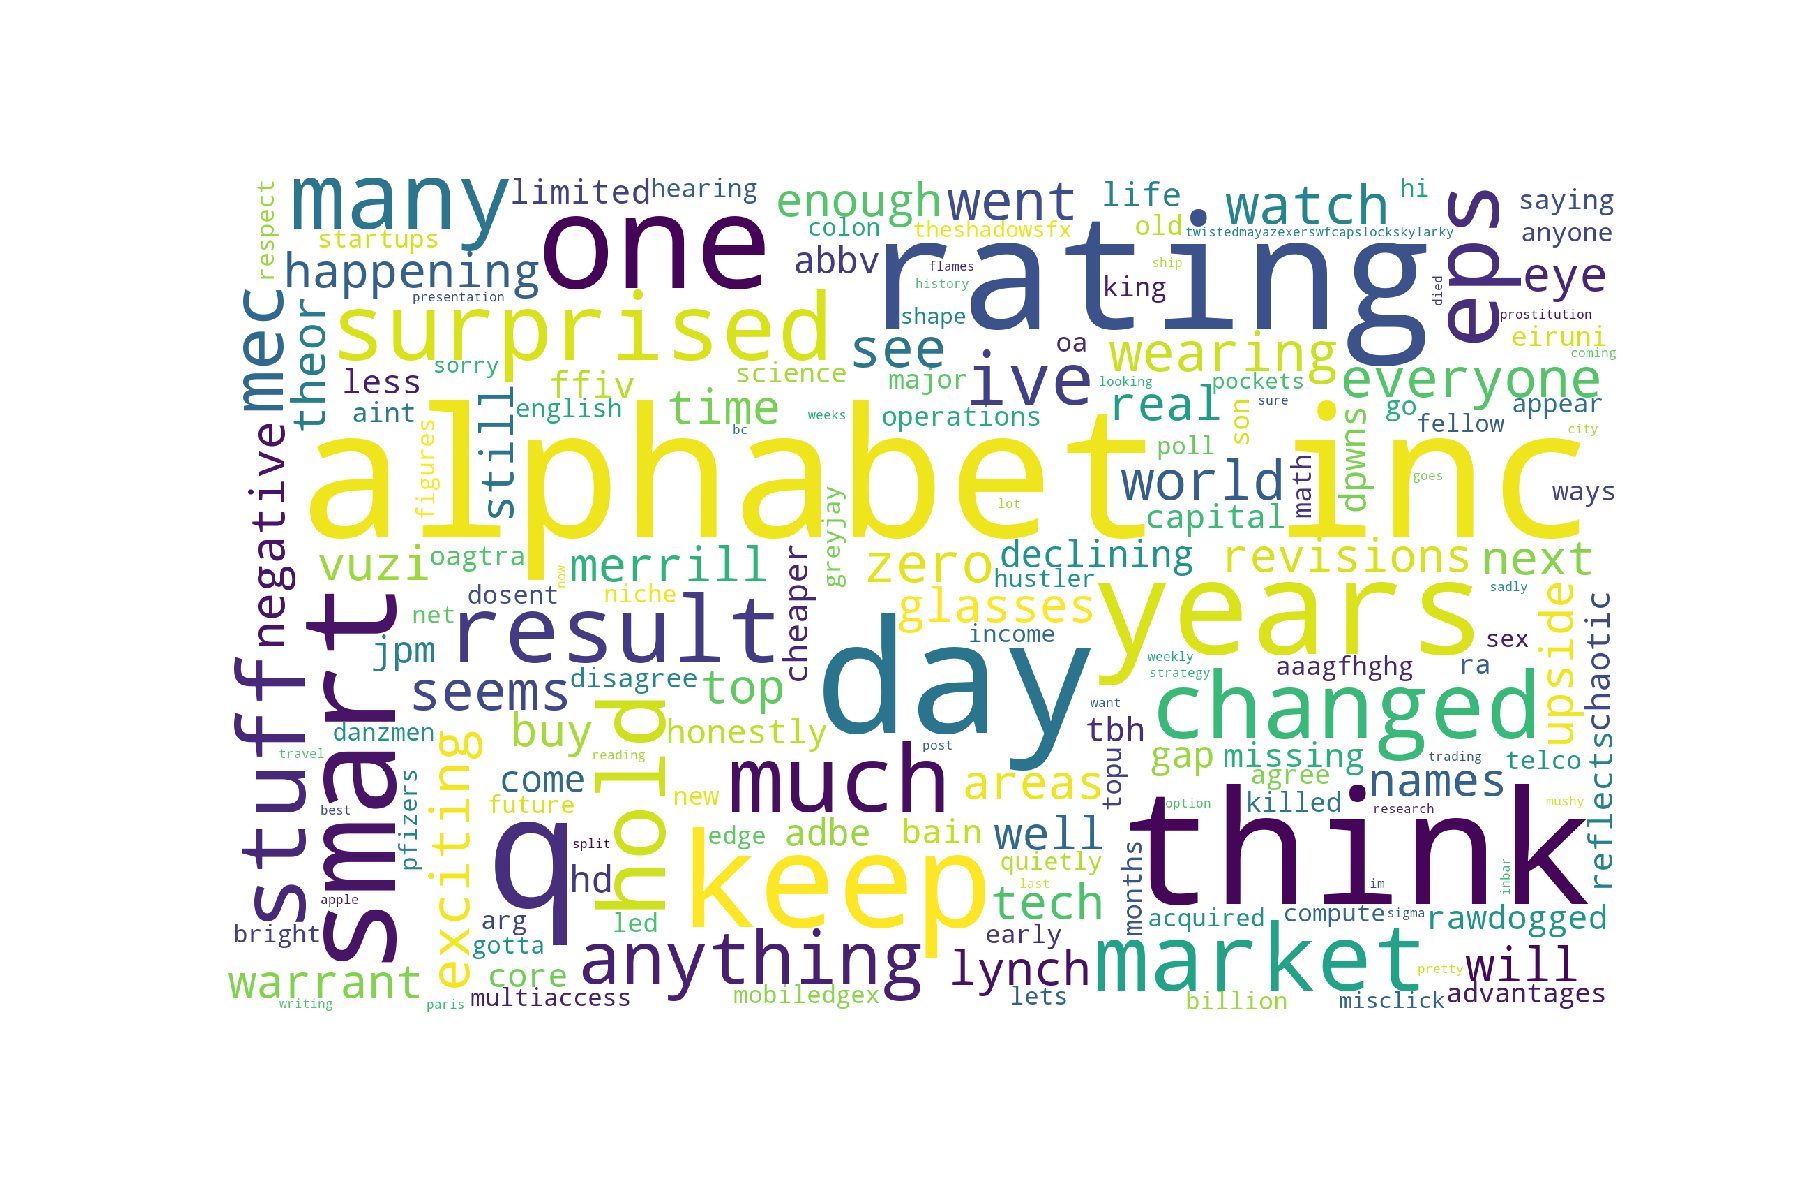 many
limited
hearing
enough
went
life
watch
hi
saying
respect
startups
one
colon
theshadowsfx
old
twistedmayazexerswfcapslockskylarky
anyone
happening
abbv
rating
flames
ship
eps
eye
presentation
history
king
died
mec
theor
surprised
shape
prostitution
see
oa
wearing
eiruni
coming
less
sorry
ffiv
science
major
ive
looking
pockets
everyone
sure
aint
english
time
weeks
operations
real
son
go
appear
fellow
negative
figures
still
bc
alphabet inc
poll
dpwns
city
world
math
goes
ways
lot
capital
greyjay
vuzi
oagtra
merrill
zero
declining
revisions
next
now
cheaper
hustler
dosent
niche
glasses
years
sadly
net
result
day
income
upside
reflectschaotic
jpm
sex
weekly
aaagfhghg
ra
strategy
stuff
smart
seems
disagree
top
changed
want
danzmen
buy
honestly
tbh
travel
exciting
hold
reading
much
post
gap
missing
trading
telco
come
areas
topu
agree
names
best
pfizers
future
new
option
killed
research
mushy
q
edge
adbe
bain
well
think
split
keep
quietly
inbar
hd
last
tech
months
im
apple
arg
led
acquired
compute
sigma
rawdogged
bright
gotta
anything
early
market
warrant
core
lynch
pretty
will
writing
paris
multiaccess
mobiledgex
lets
billion
misclick
advantages